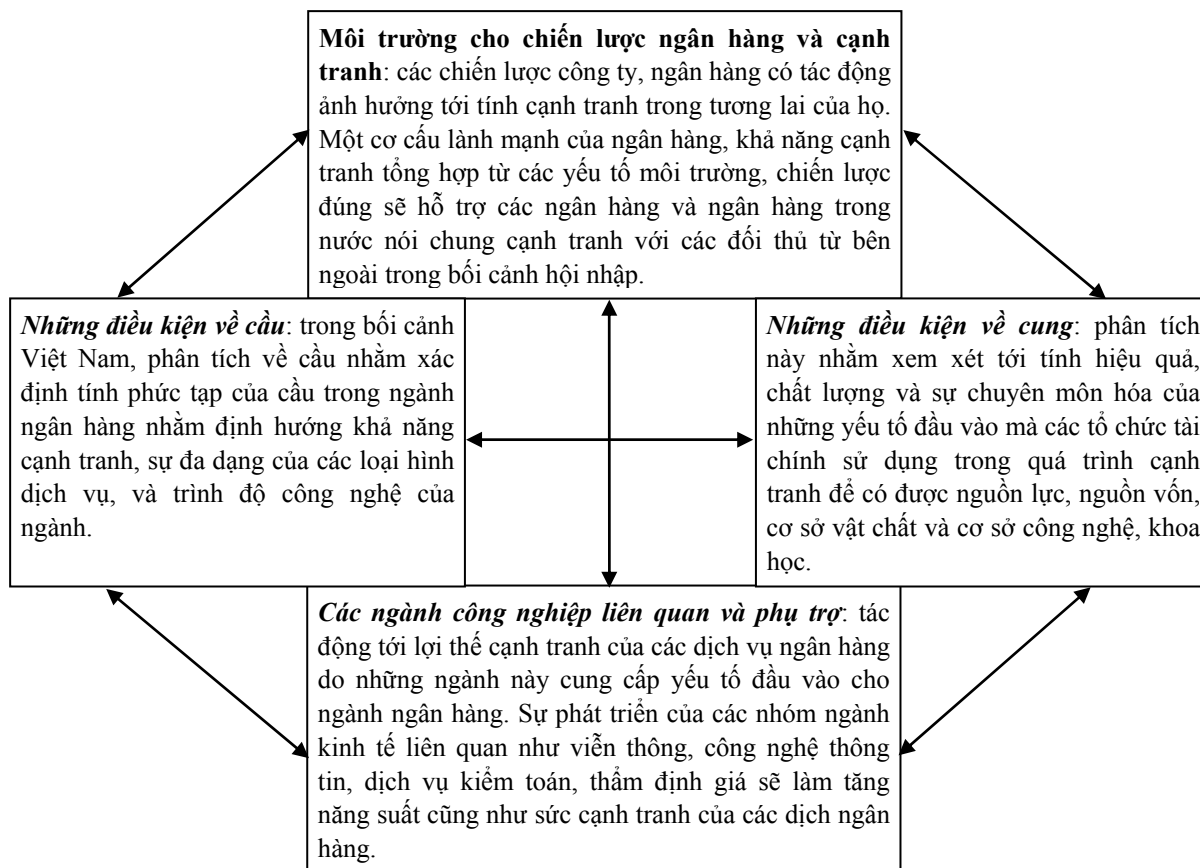 Môi trường cho chiến lược ngân hàng và cạnh
tranh: các chiến lược công ty, ngân hàng có tác động
ảnh hưởng tới tính cạnh tranh trong tương lai của họ.
Một cơ cấu lành mạnh của ngân hàng, khả năng cạnh
tranh tổng hợp từ các yếu tố môi trường, chiến lược
đúng sẽ hỗ trợ các ngân hàng và ngân hàng trong
nước nói chung cạnh tranh với các đối thủ từ bên
ngoài trong bối cảnh hội nhập.
Những điều kiện về cầu: trong bối cảnh
Việt Nam, phân tích về cầu nhằm xác
định tính phức tạp của cầu trong ngành
ngân hàng nhằm định hướng khả năng
cạnh tranh, sự đa dạng của các loại hình
dịch vụ, và trình độ công nghệ của
ngành.
Những điều kiện về cung: phân tích
này nhằm xem xét tới tính hiệu quả,
chất lượng và sự chuyên môn hóa của
những yếu tố đầu vào mà các tổ chức tài
chính sử dụng trong quá trình cạnh
tranh để có được nguồn lực, nguồn vốn,
cơ sở vật chất và cơ sở công nghệ, khoa
học.
Các ngành công nghiệp liên quan và phụ trợ: tác
động tới lợi thế cạnh tranh của các dịch vụ ngân hàng
do những ngành này cung cấp yếu tố đầu vào cho
ngành ngân hàng. Sự phát triển của các nhóm ngành
kinh tế liên quan như viễn thông, công nghệ thông
tin, dịch vụ kiểm toán, thẩm định giá sẽ làm tăng
năng suất cũng như sức cạnh tranh của các dịch ngân
hàng.